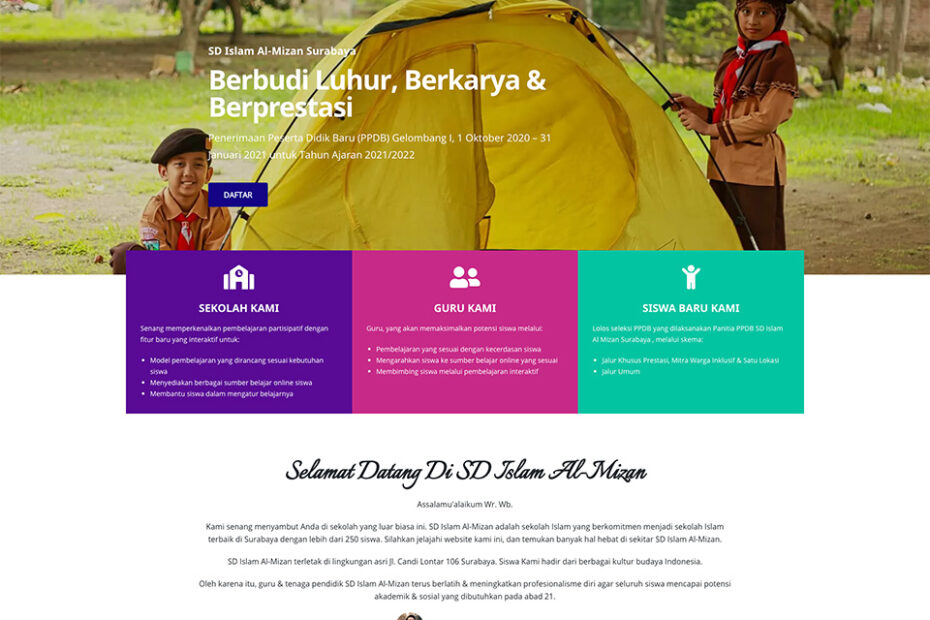 SD Islam Al-Mizan Surabaya
Berbudi Luhur, Berkarya &
Berprestasi
Penerimaan Peserta Didik Baru (PPDB) Gelombang I, 1 Oktober 2020 – 31
Januari 2021 untuk Tahun Ajaran 2021/2022
DAFTAR
SEKOLAH KAMI
Senang memperkenalkan pembelajaran partisipatif dengan
fitur baru yang interaktif untuk:
• Model pembelajaran yang dirancang sesuai kebutuhan
siswa
• Menyediakan berbagai sumber belajar online siswa
• Membantu siswa dalam mengatur belajarnya
GURU KAMI
Guru, yang akan memaksimalkan potensi siswa melalui:
• Pembelajaran yang sesuai dengan kecerdasan siswa
• Mengarahkan siswa ke sumber belajar online yang sesuai
• Membimbing siswa melalui pembelajaran interaktif
SISWA BARU KAMI
Lolos seleksi PPDB yang dilaksanakan Panitia PPDB SD Islam
Al Mizan Surabaya , melalui skema:
• Jalur Khusus Prestasi, Mitra Warga Inklusif & Satu Lokasi
• Jalur Umum
Selamat Datang Di SD Islam Al-Mizan
Assalamu'alaikum Wr. Wb.
Kami senang menyambut Anda di sekolah yang luar biasa ini. SD Islam Al-Mizan adalah sekolah Islam yang berkomitmen menjadi sekolah Islam
terbaik di Surabaya dengan lebih dari 250 siswa. Silahkan jelajahi website kami ini, dan temukan banyak hal hebat di sekitar SD Islam Al-Mizan.
SD Islam Al-Mizan terletak di lingkungan asri Jl. Candi Lontar 106 Surabaya. Siswa Kami hadir dari berbagai kultur budaya Indonesia.
Oleh karena itu, guru & tenaga pendidik SD Islam Al-Mizan terus berlatih & meningkatkan profesionalisme diri agar seluruh siswa mencapai potensi
akademik & sosial yang dibutuhkan pada abad 21.